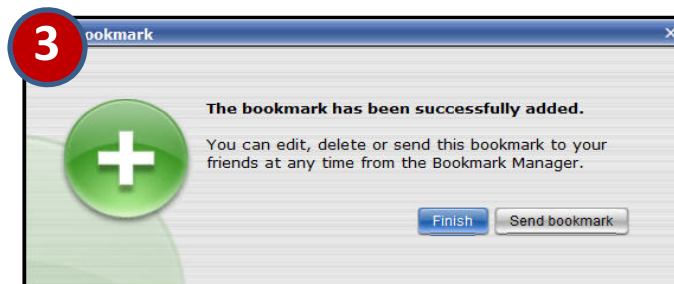 3
ookmark
The bookmark has been successfully added.
You can edit, delete or send this bookmark to your
friends at any time from the Bookmark Manager.
Finish
Send bookmark